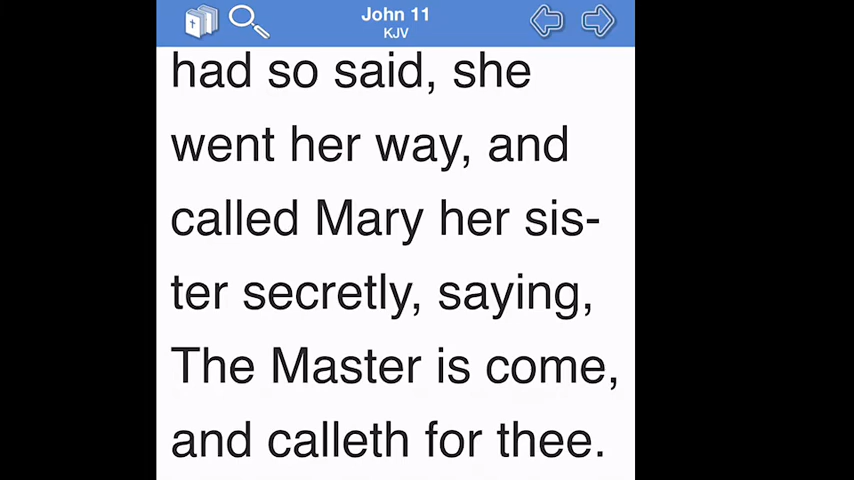 John 11
KJV
had so said, she
went her way, and
called Mary her sis-
ter secretly, saying,
The Master is come,
and calleth for thee.